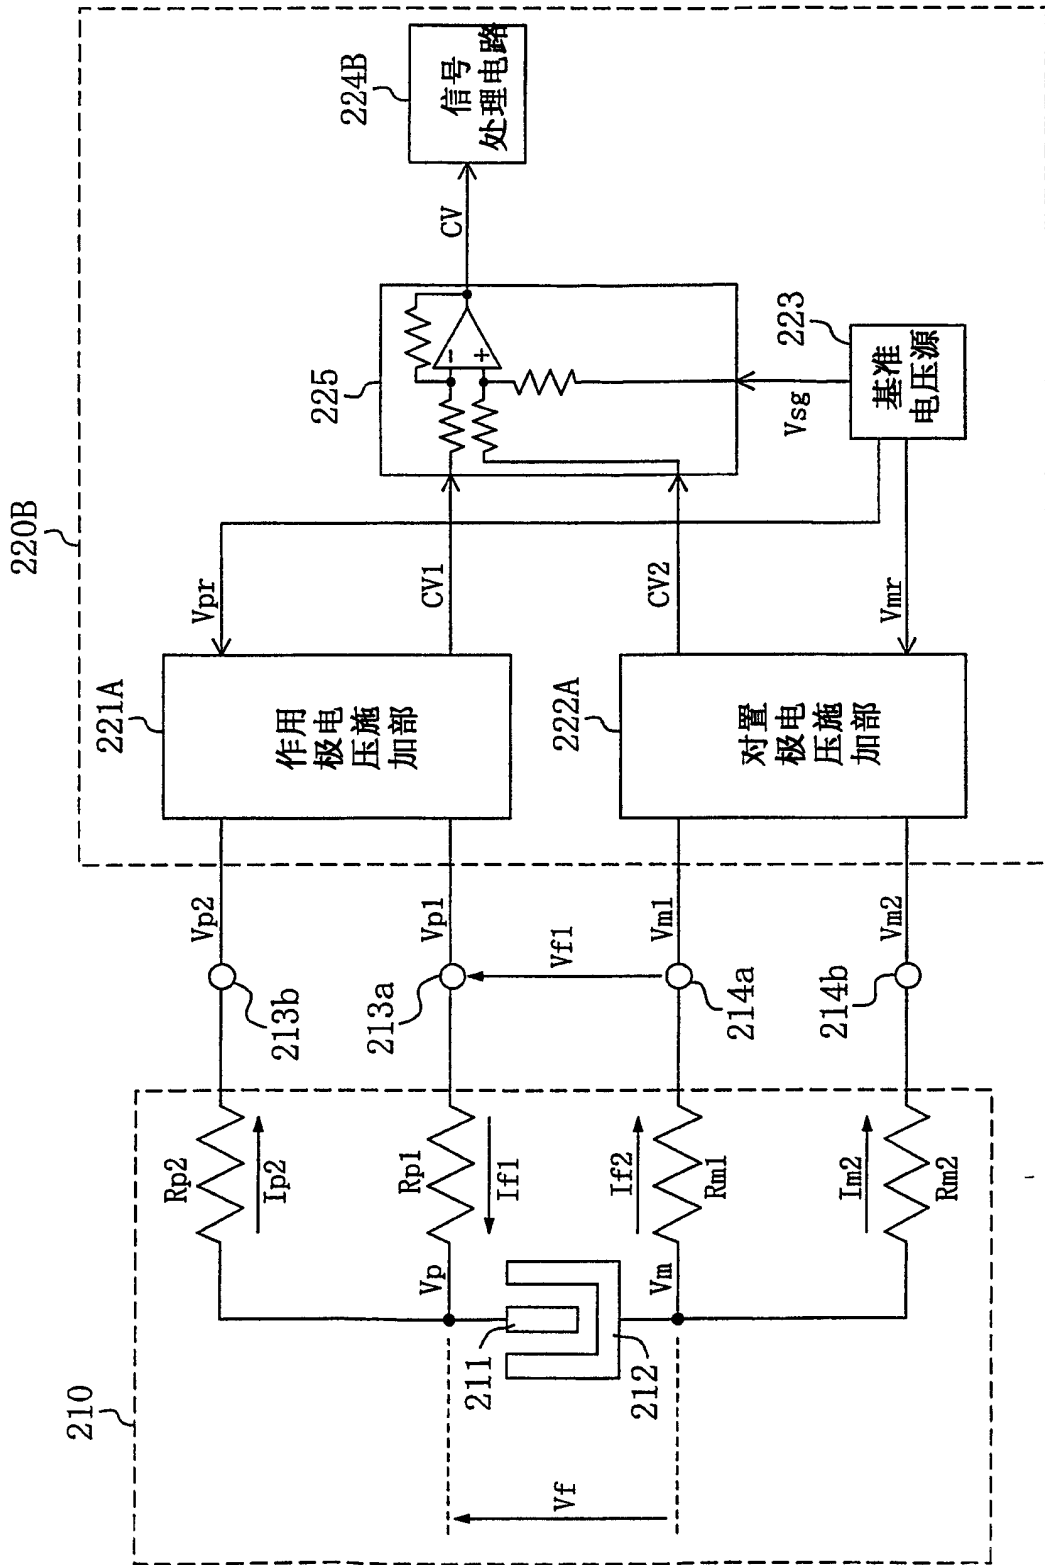 210
220B
Rp2
Ip2
213b
Vp2
221A
作用
极电
压施
加部
Vpr
Vf
Vp
211
Rp1
If1
213a
Vp1
CV1
225
-
+
CV
224B
信号
处理电路
Vf1
212
Vm
If2
Rm1
214a
Vm1
222A
对置
极电
压施
加部
CV2
Vsg
223
基准
电压源
Im2
Rm2
214b
Vm2
Vmr